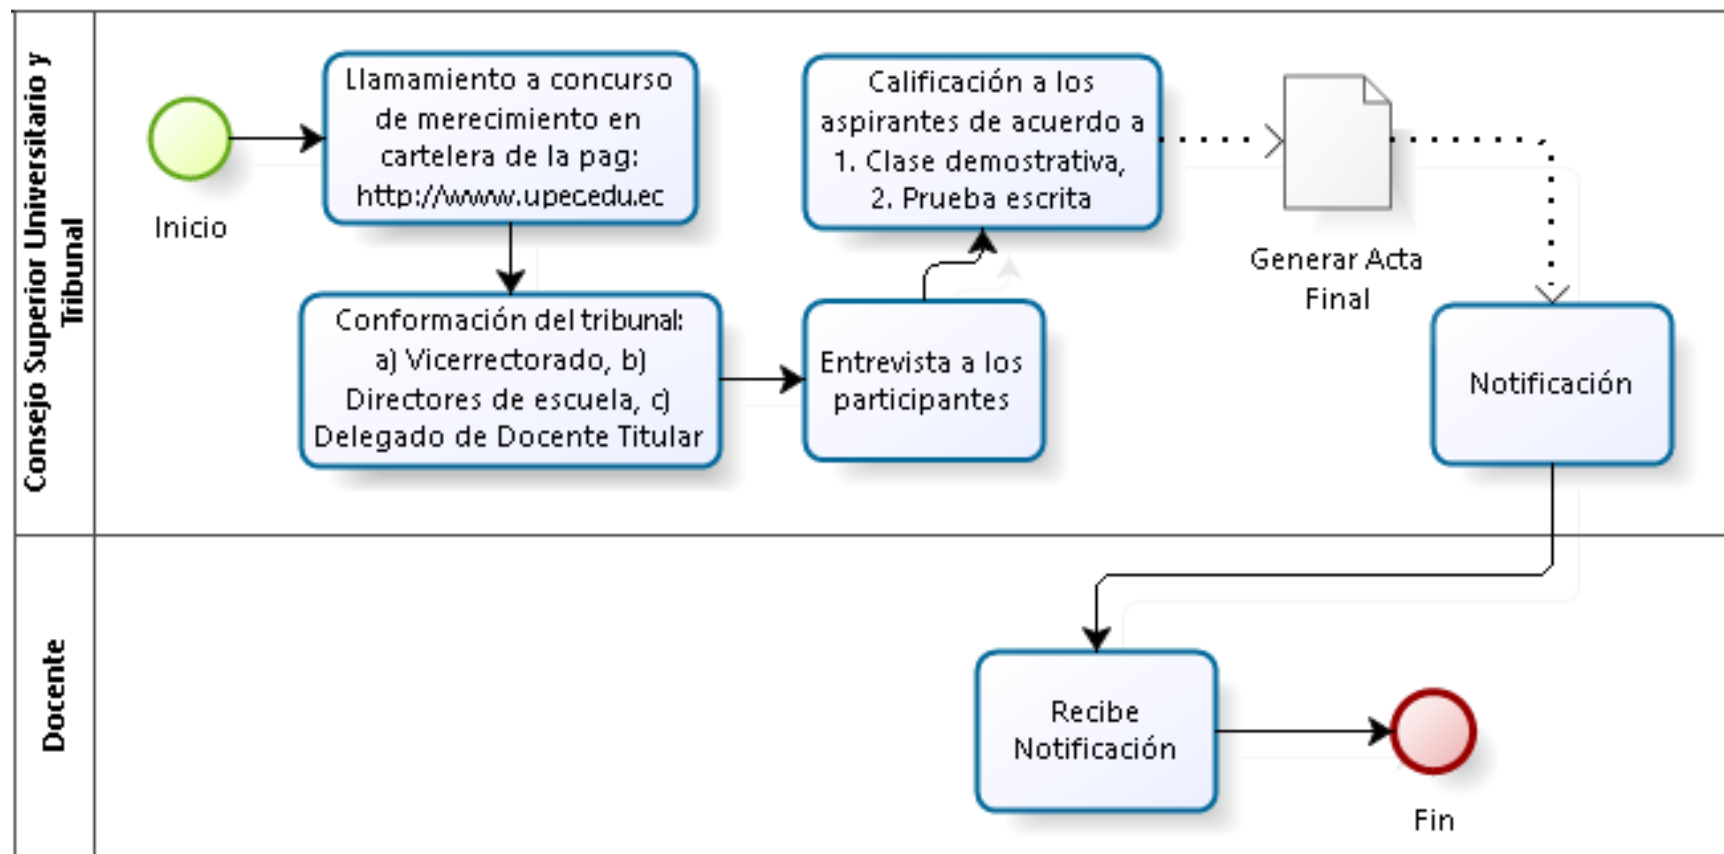 Consejo Superior Universitario y
Tribunal
Inicio
Llamamiento a concurso
de merecimiento en
cartelera de la pag:
http://www.upec.edu.ec
Conformación del tribunal:
a) Vicerrectorado, b)
Directores de escuela, c)
Delegado de Docente Titular
Entrevista a los
participantes
Calificación a los
aspirantes de acuerdo a
1. Clase demostrativa,
2. Prueba escrita
Generar Acta
Final
Notificación
Docente
Recibe
Notificación
Fin